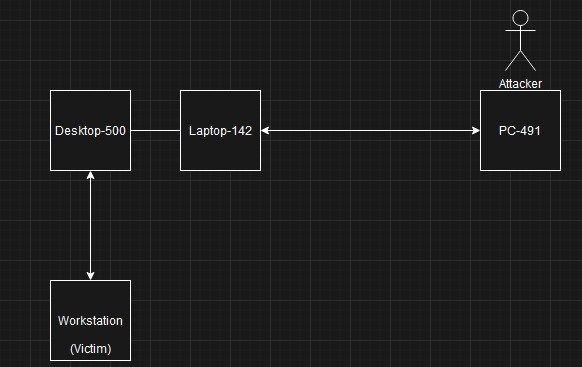 Attacker
Desktop-500
Laptop-142
PC-491
Workstation
(Victim)